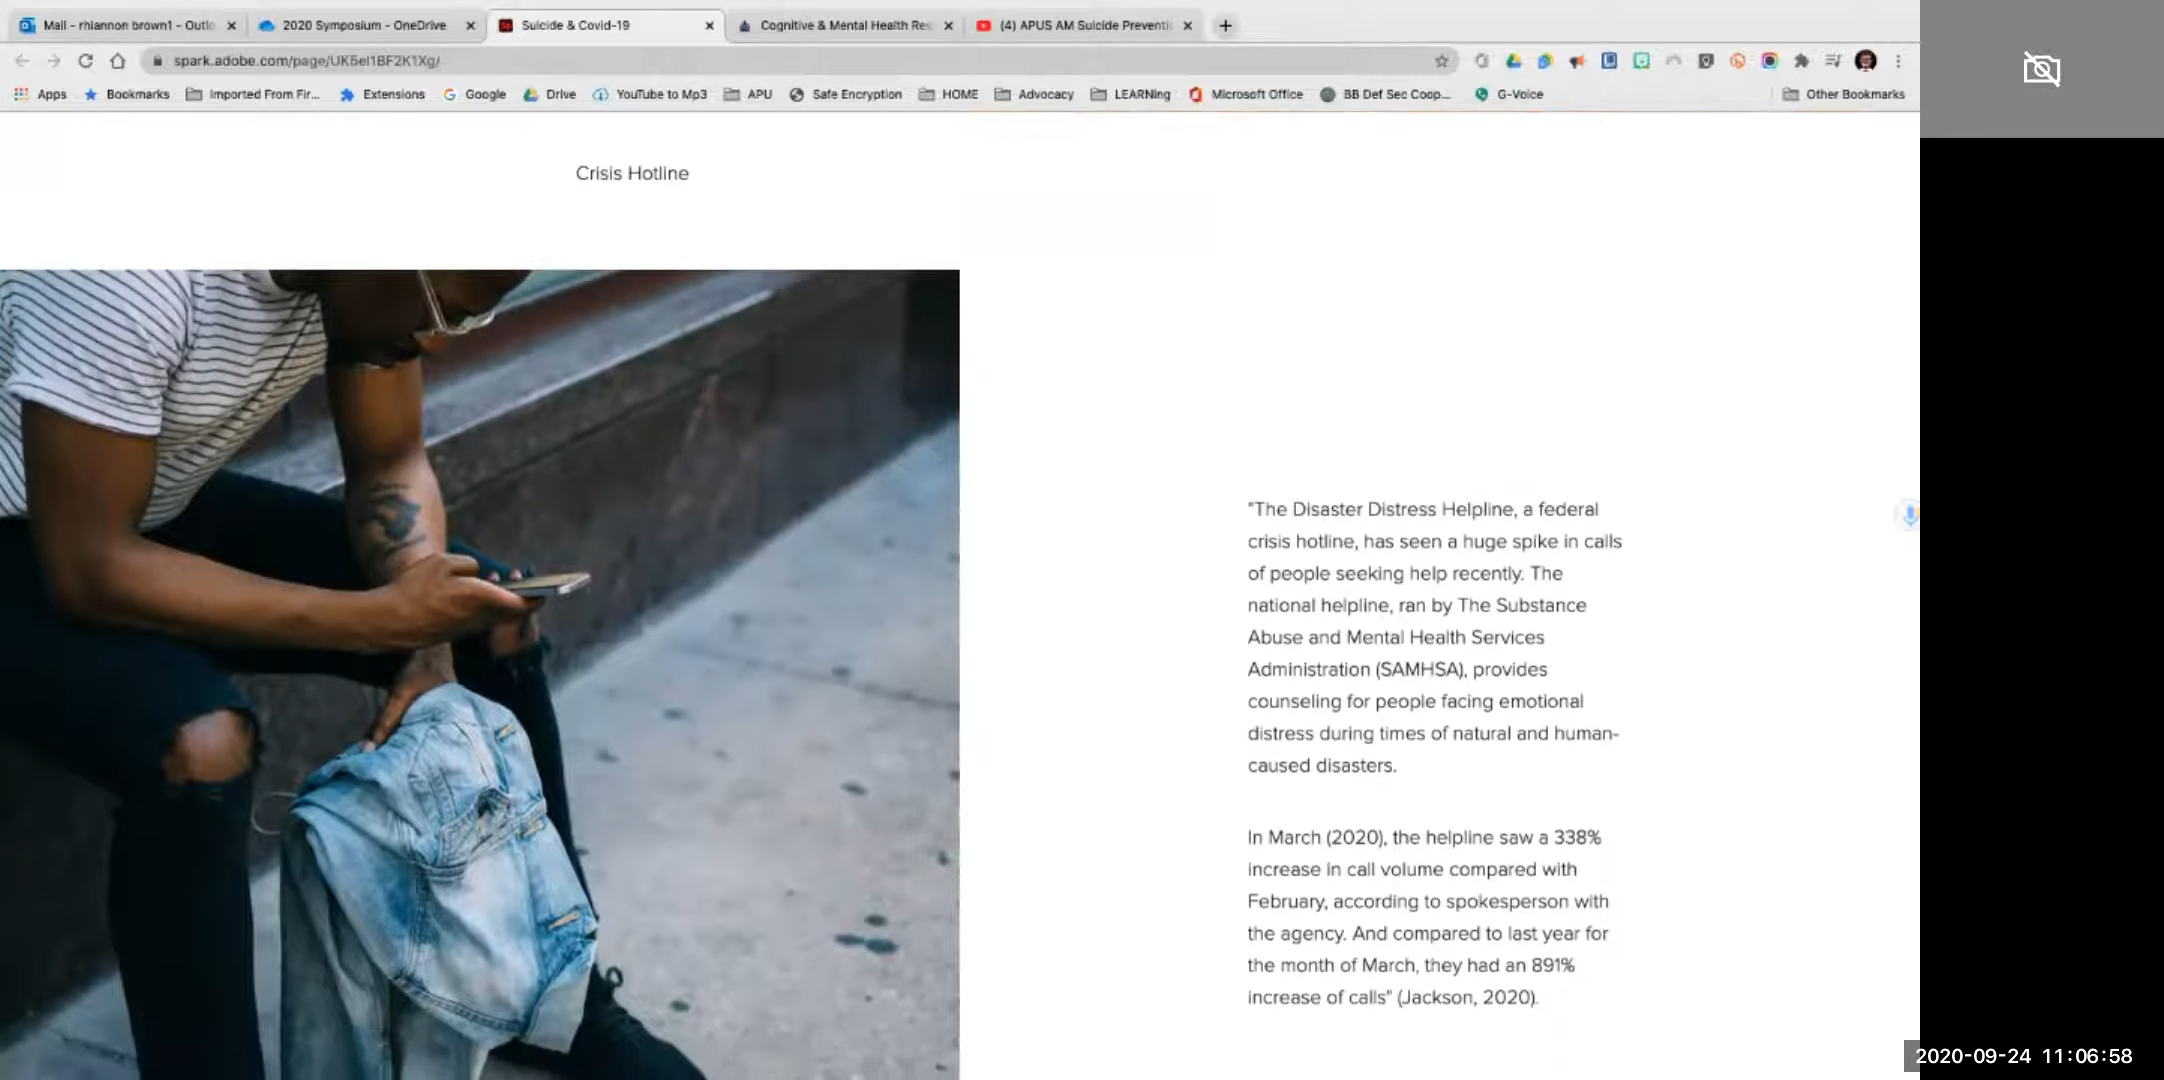 Mail - rhiannon brown1 - Outlo
2020 Symposium - OneDrive
Suicide & Covid-19
Cognitive & Mental Health Res
(4) APUS AM Suicide Preventi
spark.adobe.com/page/UK5eI1BF2K1Xg/
Apps
Bookmarks
Imported From Fir...
Extensions
Google
Drive
YouTube to Mp3
APU
Safe Encryption
HOME
Advocacy
LEARNing
Microsoft Office
BB Def Sec Coop...
G-Voice
Other Bookmarks
Crisis Hotline
"The Disaster Distress Helpline, a federal
crisis hotline, has seen a huge spike in calls
of people seeking help recently. The
national helpline, ran by The Substance
Abuse and Mental Health Services
Administration (SAMHSA), provides
counseling for people facing emotional
distress during times of natural and human-
caused disasters.
In March (2020), the helpline saw a 338%
increase in call volume compared with
February, according to spokesperson with
the agency. And compared to last year for
the month of March, they had an 891%
increase of calls" (Jackson, 2020).
2020-09-24 11:06:58